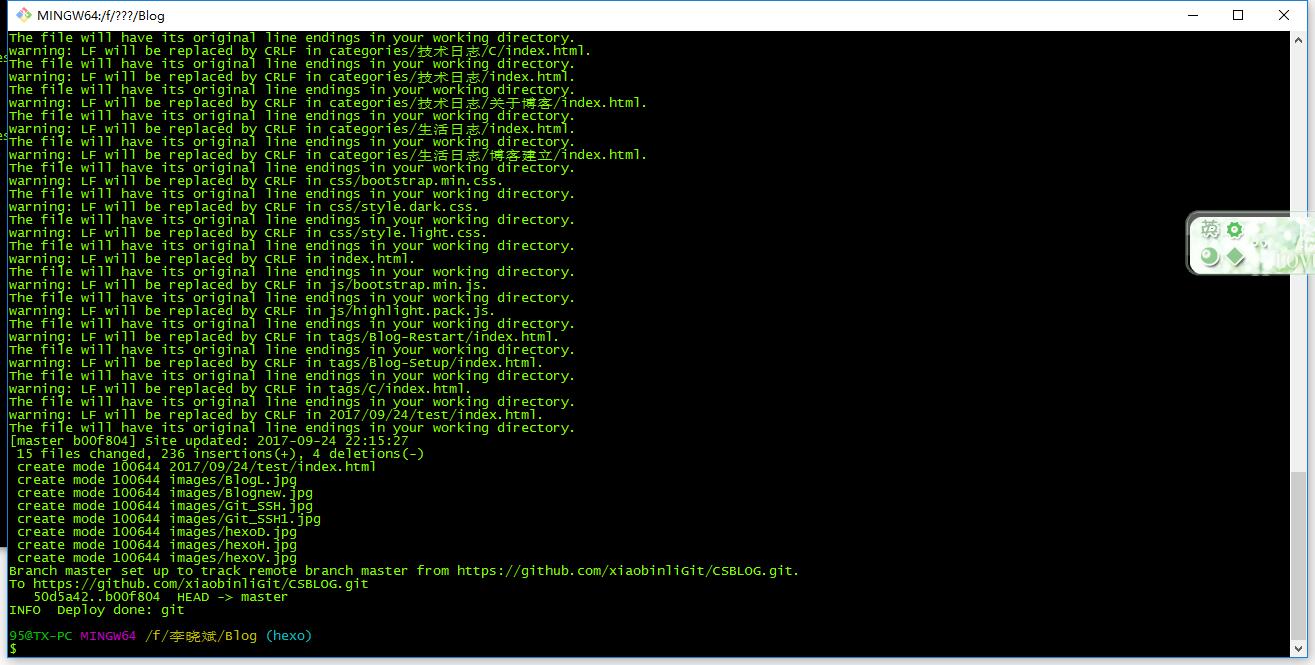 MINGW64:/f/???/Blog
The file will have its original line endings in your working directory.
warning: LF will be replaced by CRLF in categories/技术日志/C/index.html.
The file will have its original line endings in your working directory.
warning: LF will be replaced by CRLF in categories/技术日志/index.html.
The file will have its original line endings in your working directory.
warning: LF will be replaced by CRLF in categories/技术日志/关于博客/index.html.
The file will have its original line endings in your working directory.
warning: LF will be replaced by CRLF in categories/生活日志/index.html.
The file will have its original line endings in your working directory.
warning: LF will be replaced by CRLF in categories/生活日志/博客建立/index.html.
The file will have its original line endings in your working directory.
warning: LF will be replaced by CRLF in css/bootstrap.min.css.
The file will have its original line endings in your working directory.
warning: LF will be replaced by CRLF in css/style.dark.css.
The file will have its original line endings in your working directory.
warning: LF will be replaced by CRLF in css/style.light.css.
The file will have its original line endings in your working directory.
warning: LF will be replaced by CRLF in index.html.
The file will have its original line endings in your working directory.
warning: LF will be replaced by CRLF in js/bootstrap.min.js.
The file will have its original line endings in your working directory.
warning: LF will be replaced by CRLF in js/highlight.pack.js.
The file will have its original line endings in your working directory.
warning: LF will be replaced by CRLF in tags/Blog-Restart/index.html.
The file will have its original line endings in your working directory.
warning: LF will be replaced by CRLF in tags/Blog-Setup/index.html.
The file will have its original line endings in your working directory.
warning: LF will be replaced by CRLF in tags/C/index.html.
The file will have its original line endings in your working directory.
warning: LF will be replaced by CRLF in 2017/09/24/test/index.html.
The file will have its original line endings in your working directory.
[master b00f804] Site updated: 2017-09-24 22:15:27
15 files changed, 236 insertions(+), 4 deletions(-)
create mode 100644 2017/09/24/test/index.html
create mode 100644 images/BlogL.jpg
create mode 100644 images/Blognew.jpg
create mode 100644 images/Git_SSH.jpg
create mode 100644 images/Git_SSH1.jpg
create mode 100644 images/hexoD.jpg
create mode 100644 images/hexoH.jpg
create mode 100644 images/hexoV.jpg
Branch master set up to track remote branch master from https://github.com/xiaobinliGit/CSBLOG.git.
To https://github.com/xiaobinliGit/CSBLOG.git
50d5a42..b00f804  HEAD -> master
INFO  Deploy done: git
95@TX-PC MINGW64 /f/李晓斌/Blog (hexo)
$
英